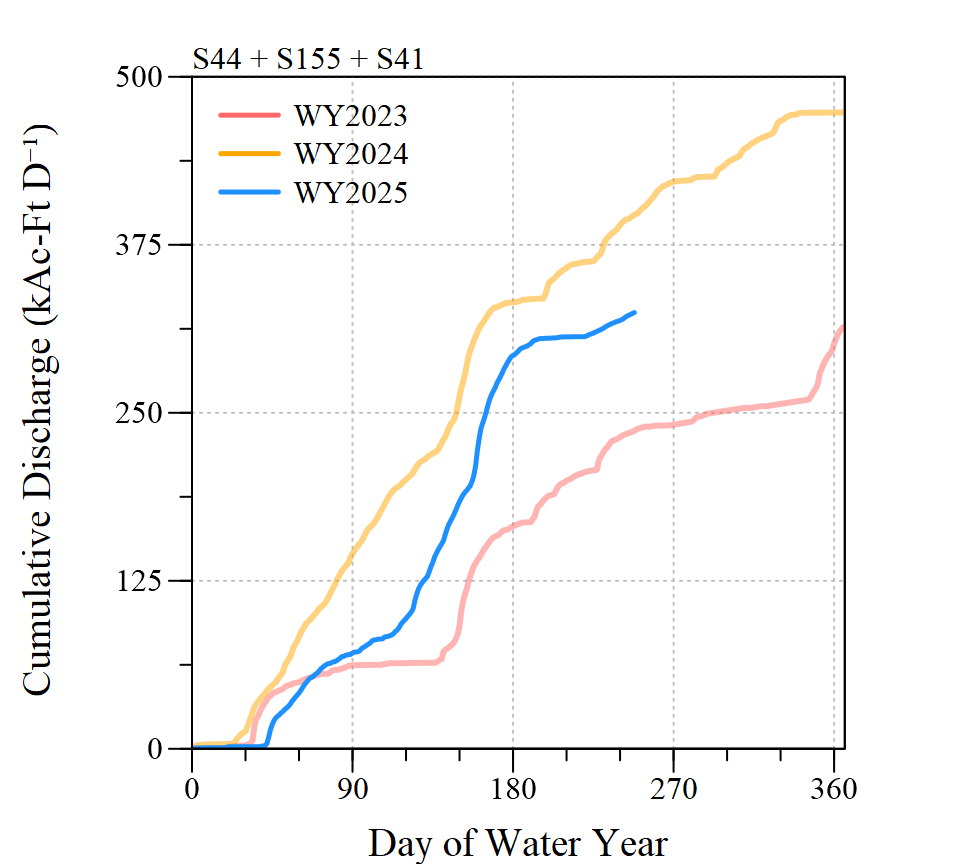 S44 + S155 + S41
500
375
250
125
0
Cumulative Discharge (kAc-Ft D⁻¹)
WY2023
WY2024
WY2025
0 90 180 270 360
Day of Water Year